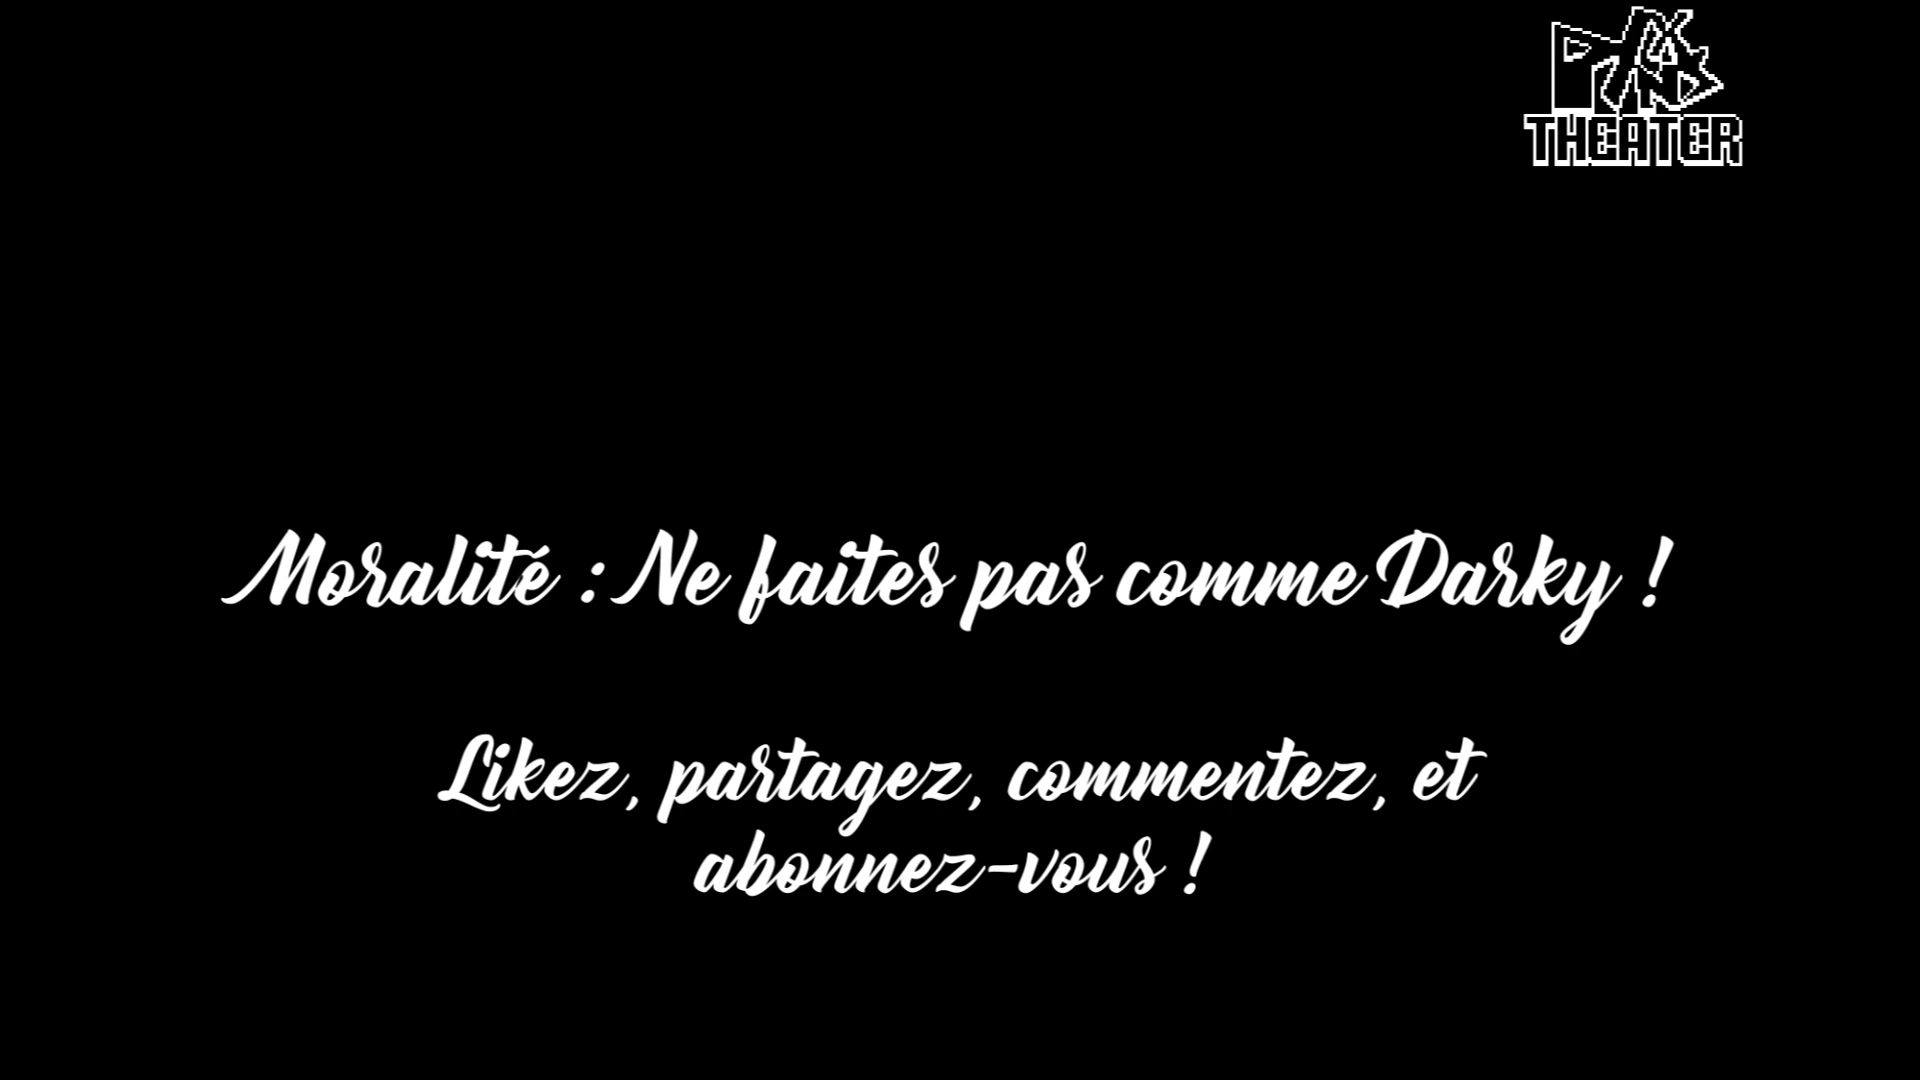 THEATER
Moralité : Ne faites pas comme Darky !
Likez, partagez, commentez, et
abonnez-vous !